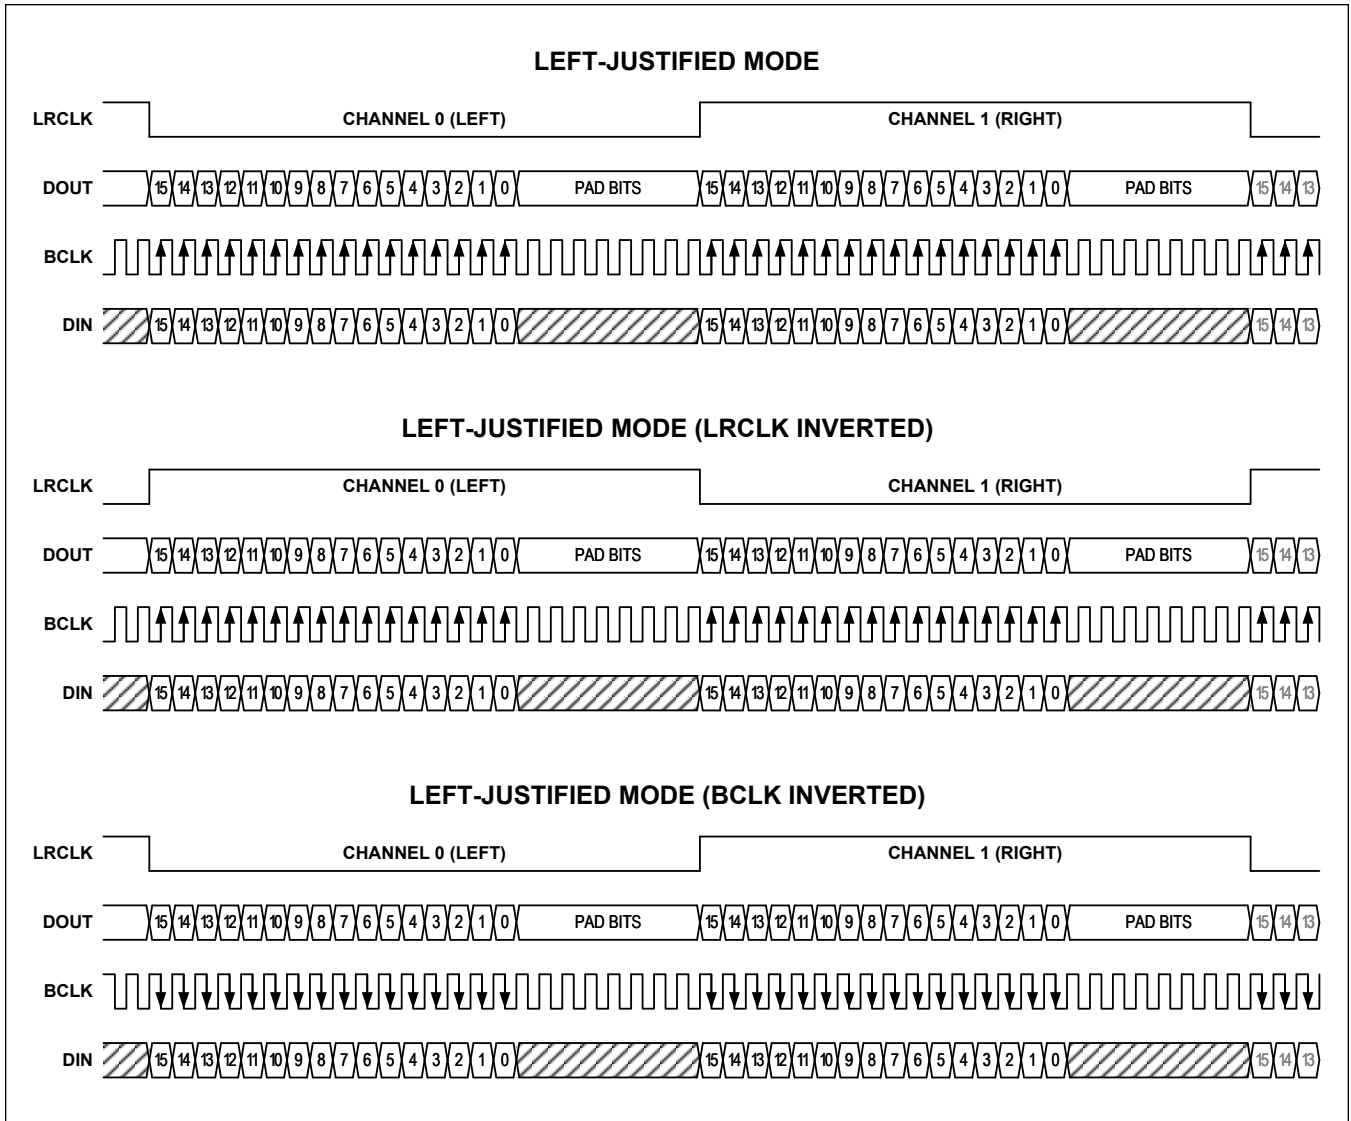 LEFT-JUSTIFIED MODE
LRCLK CHANNEL 0 (LEFT) CHANNEL 1 (RIGHT)
DOUT 15 14 13 12 11 10 9 8 7 6 5 4 3 2 1 0 PAD BITS 15 14 13 12 11 10 9 8 7 6 5 4 3 2 1 0 PAD BITS 15 14 13
BCLK
DIN 15 14 13 12 11 10 9 8 7 6 5 4 3 2 1 0 15 14 13 12 11 10 9 8 7 6 5 4 3 2 1 0 15 14 13
LEFT-JUSTIFIED MODE (LRCLK INVERTED)
LRCLK CHANNEL 0 (LEFT) CHANNEL 1 (RIGHT)
DOUT 15 14 13 12 11 10 9 8 7 6 5 4 3 2 1 0 PAD BITS 15 14 13 12 11 10 9 8 7 6 5 4 3 2 1 0 PAD BITS 15 14 13
BCLK
DIN 15 14 13 12 11 10 9 8 7 6 5 4 3 2 1 0 15 14 13 12 11 10 9 8 7 6 5 4 3 2 1 0 15 14 13
LEFT-JUSTIFIED MODE (BCLK INVERTED)
LRCLK CHANNEL 0 (LEFT) CHANNEL 1 (RIGHT)
DOUT 15 14 13 12 11 10 9 8 7 6 5 4 3 2 1 0 PAD BITS 15 14 13 12 11 10 9 8 7 6 5 4 3 2 1 0 PAD BITS 15 14 13
BCLK
DIN 15 14 13 12 11 10 9 8 7 6 5 4 3 2 1 0 15 14 13 12 11 10 9 8 7 6 5 4 3 2 1 0 15 14 13